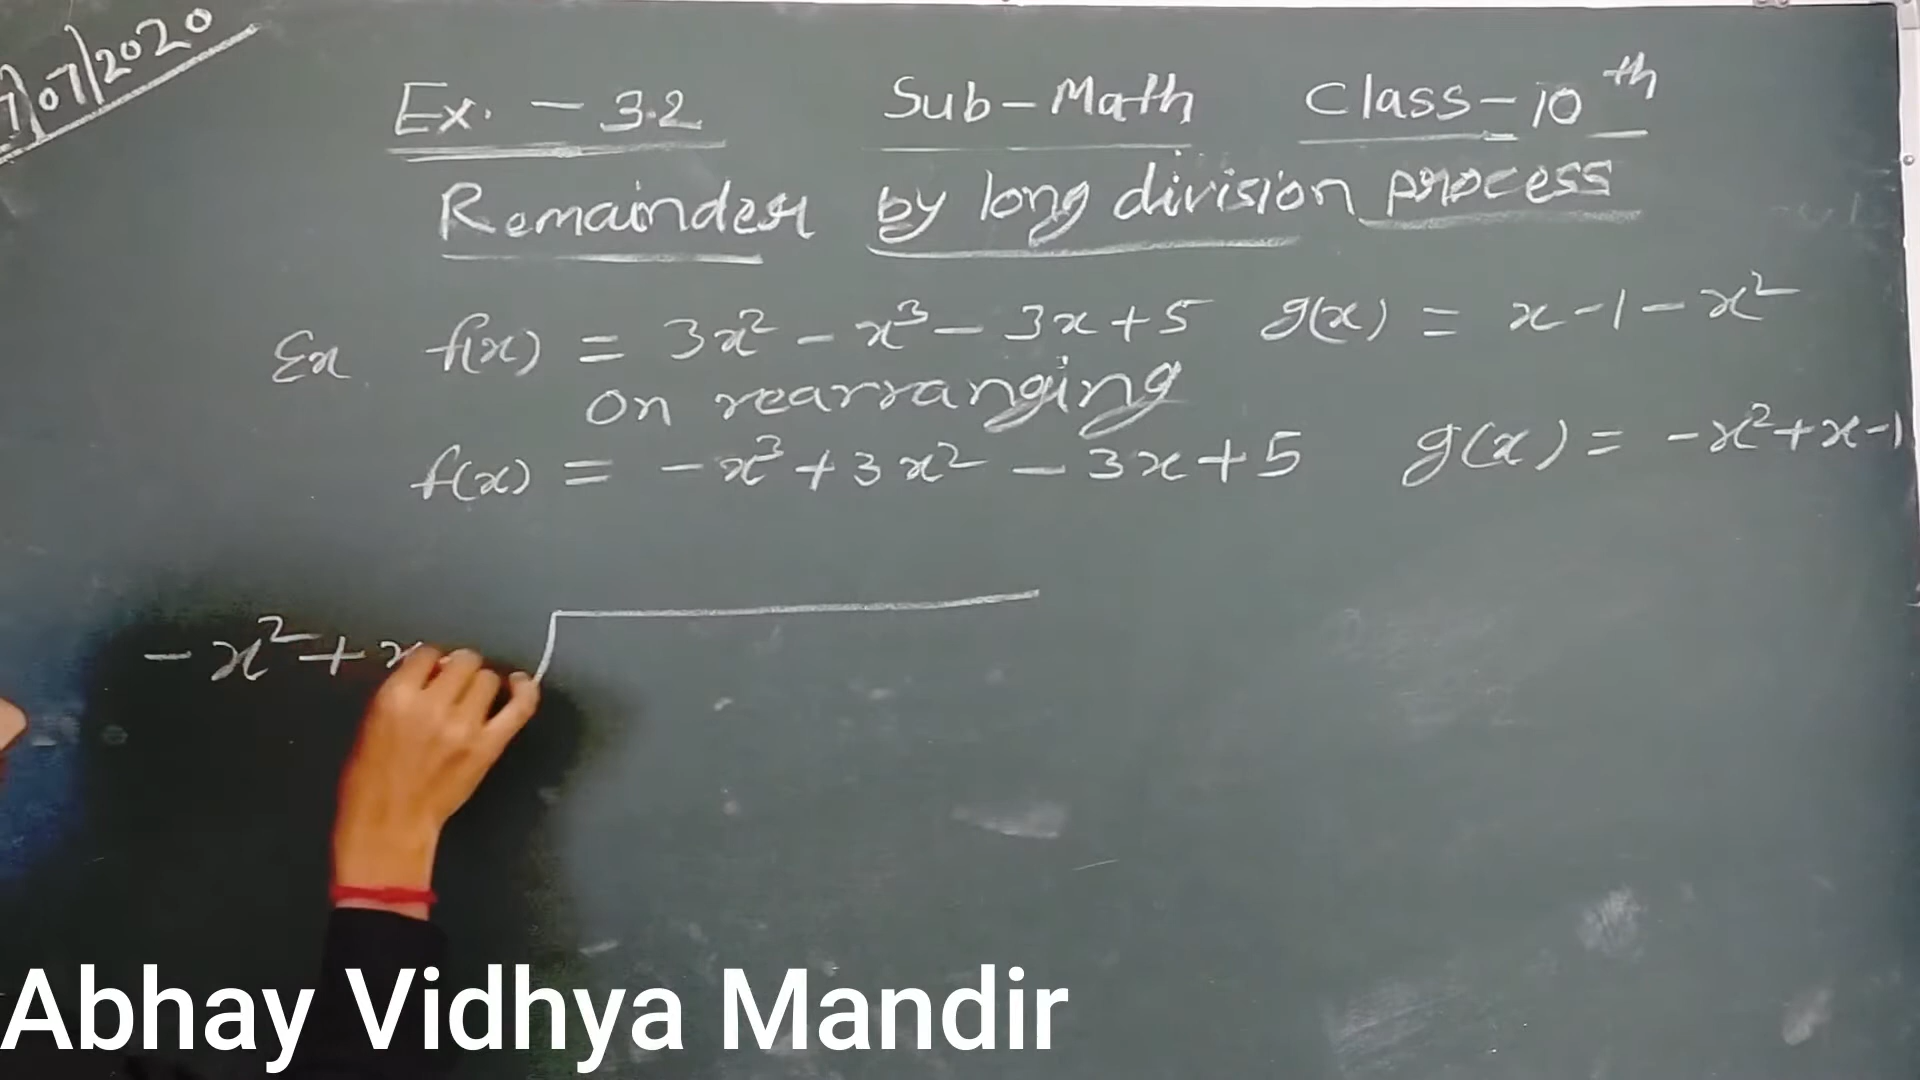 07/2020
Ex. - 3.2 Sub-Math Class-10th
Remainder by long division process
Ex f(x) = 3x² - x³ - 3x + 5 g(x) = x - 1 - x²
on rearranging
f(x) = - x³ + 3x² - 3x + 5 g(x) = - x² + x - 1
- x² + x
Abhay Vidhya Mandir